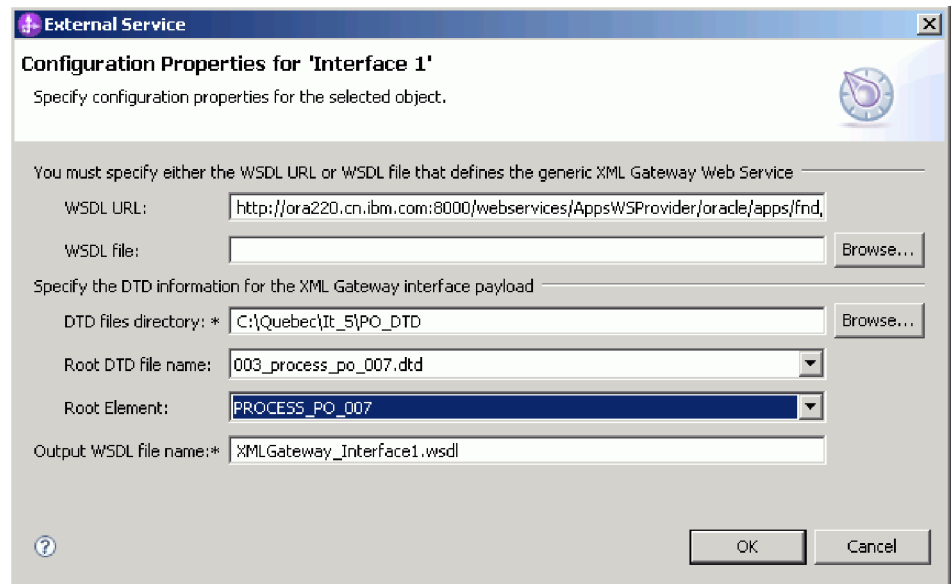 External Service
Configuration Properties for 'Interface 1'
Specify configuration properties for the selected object.
You must specify either the WSDL URL or WSDL file that defines the generic XML Gateway Web Service
WSDL URL: http://ora220.cn.ibm.com:8000/webservices/AppsWSProvider/oracle/apps/fnd,
WSDL file: Browse...
Specify the DTD information for the XML Gateway interface payload
DTD files directory: * C:\Quebec\It_5\PO_DTD Browse...
Root DTD file name: 003_process_po_007.dtd
Root Element: PROCESS_PO_007
Output WSDL file name:* XMLGateway_Interface1.wsdl
? OK Cancel